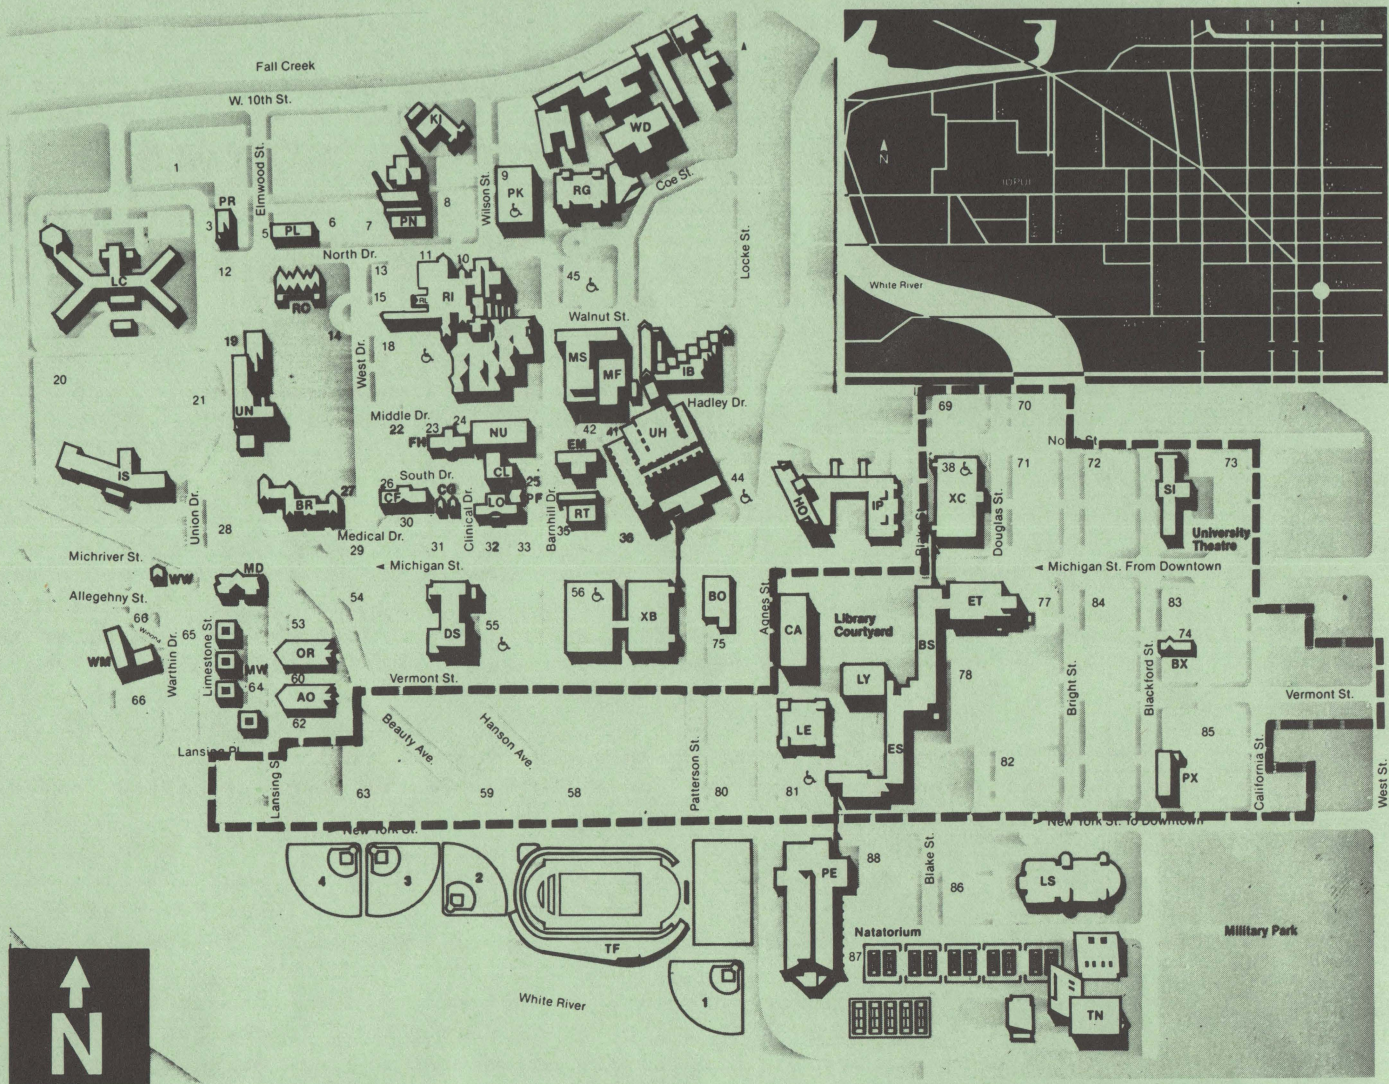 Fall Creek
W. 10th St.
Elmwood St.
Wilson St.
Coe St.
Locke St.
KI
WD
1
PR
3
5
PL
6
7
PN
8
9
PK
RG
North Dr.
LC
12
RO
13
15
11
10
RI
45
14
18
West Dr.
Walnut St.
MS
MF
IB
Hadley Dr.
19
20
21
UN
Middle Dr.
22
23
24
FH
NU
42
41
UH
EM
44
IS
BR
27
South Dr.
26
CF
CG
CL
25
LO
PF
RT
35
36
30
Union Dr.
28
Medical Dr.
29
31
Clinical Dr.
32
33
Barnhill Dr.
Michigan St.
Michriver St.
WW
MD
Allegehny St.
66
65
WM
66
Warthin Dr.
Limestone St.
MW
64
53
54
OR
60
AO
62
DS
55
56
XB
BO
75
Agnes St.
CA
Library
Courtyard
Vermont St.
Lansing Pl.
Lansing St.
Beauty Ave.
Hanson Ave.
Patterson St.
63
59
58
80
81
LY
LE
ES
BS
HO
IP
Blake St.
38
XC
Douglas St.
69
70
North St.
71
72
73
SI
University
Theatre
Michigan St. From Downtown
ET
77
84
83
74
BX
78
Bright St.
Blackford St.
Vermont St.
85
82
PX
California St.
West St.
New York St.
New York St. To Downtown
4
3
2
TF
1
White River
PE
88
Blake St.
86
LS
Natatorium
87
TN
Military Park
N
N
IUPUI
White River